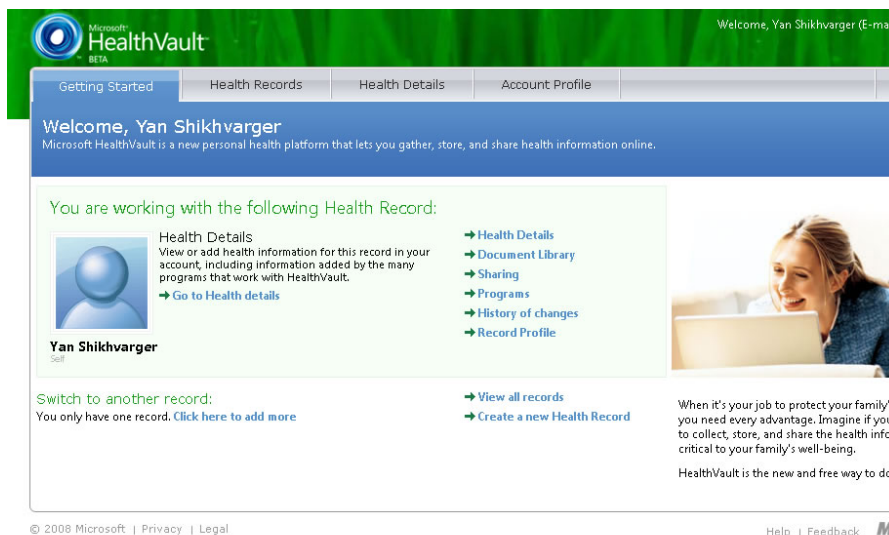 Microsoft
HealthVault
BETA
Welcome, Yan Shikhvarger (E-ma
Getting Started
Health Records
Health Details
Account Profile
Welcome, Yan Shikhvarger
Microsoft HealthVault is a new personal health platform that lets you gather, store, and share health information online.
You are working with the following Health Record:
Health Details
View or add health information for this record in your
account, including information added by the many
programs that work with HealthVault.
Go to Health details
Yan Shikhvarger
Self
Health Details
Document Library
Sharing
Programs
History of changes
Record Profile
Switch to another record:
You only have one record. Click here to add more
View all records
Create a new Health Record
When it's your job to protect your family'
you need every advantage. Imagine if you
to collect, store, and share the health info
critical to your family's well-being.
HealthVault is the new and free way to do
© 2008 Microsoft | Privacy | Legal
Help | Feedback